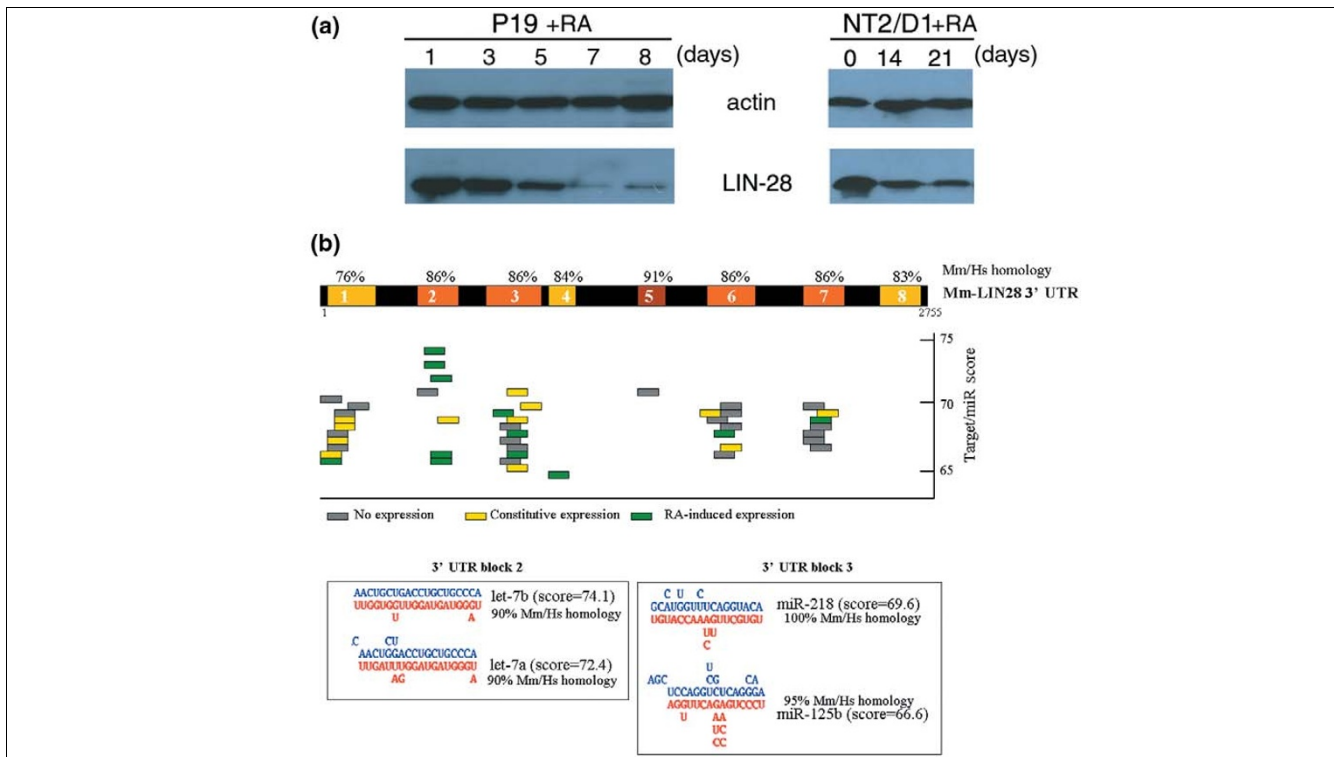 (a)
P19 +RA
NT2/D1+RA
1 3 5 7 8 (days)
0 14 21 (days)
actin
LIN-28
(b)
76% 86% 86% 84% 91% 86% 86% 83% Mm/Hs homology
1 2 3 4 5 6 7 8 Mm-LIN28 3' UTR
1 2755
75
70
65
Target/miR score
No expression Constitutive expression RA-induced expression
3' UTR block 2
AACUGCUGACCUGCUGCCCA let-7b (score=74.1)
UUGGUGGUUGGAUGAUGGGU 90% Mm/Hs homology
U A
C CU
AACUGGACCUGCUGCCCA let-7a (score=72.4)
UUGAUUUGGAUGAUGGGU 90% Mm/Hs homology
AG A
3' UTR block 3
C U C
GCAUGGUUUCAGGUACA miR-218 (score=69.6)
UGUACCAAAGUUCGUGU 100% Mm/Hs homology
UU
C
U
AGC CG CA
UCCAGGUCUCAGGGA 95% Mm/Hs homology
AGGUUCAGAGUCCCU miR-125b (score=66.6)
U AA
UC
CC